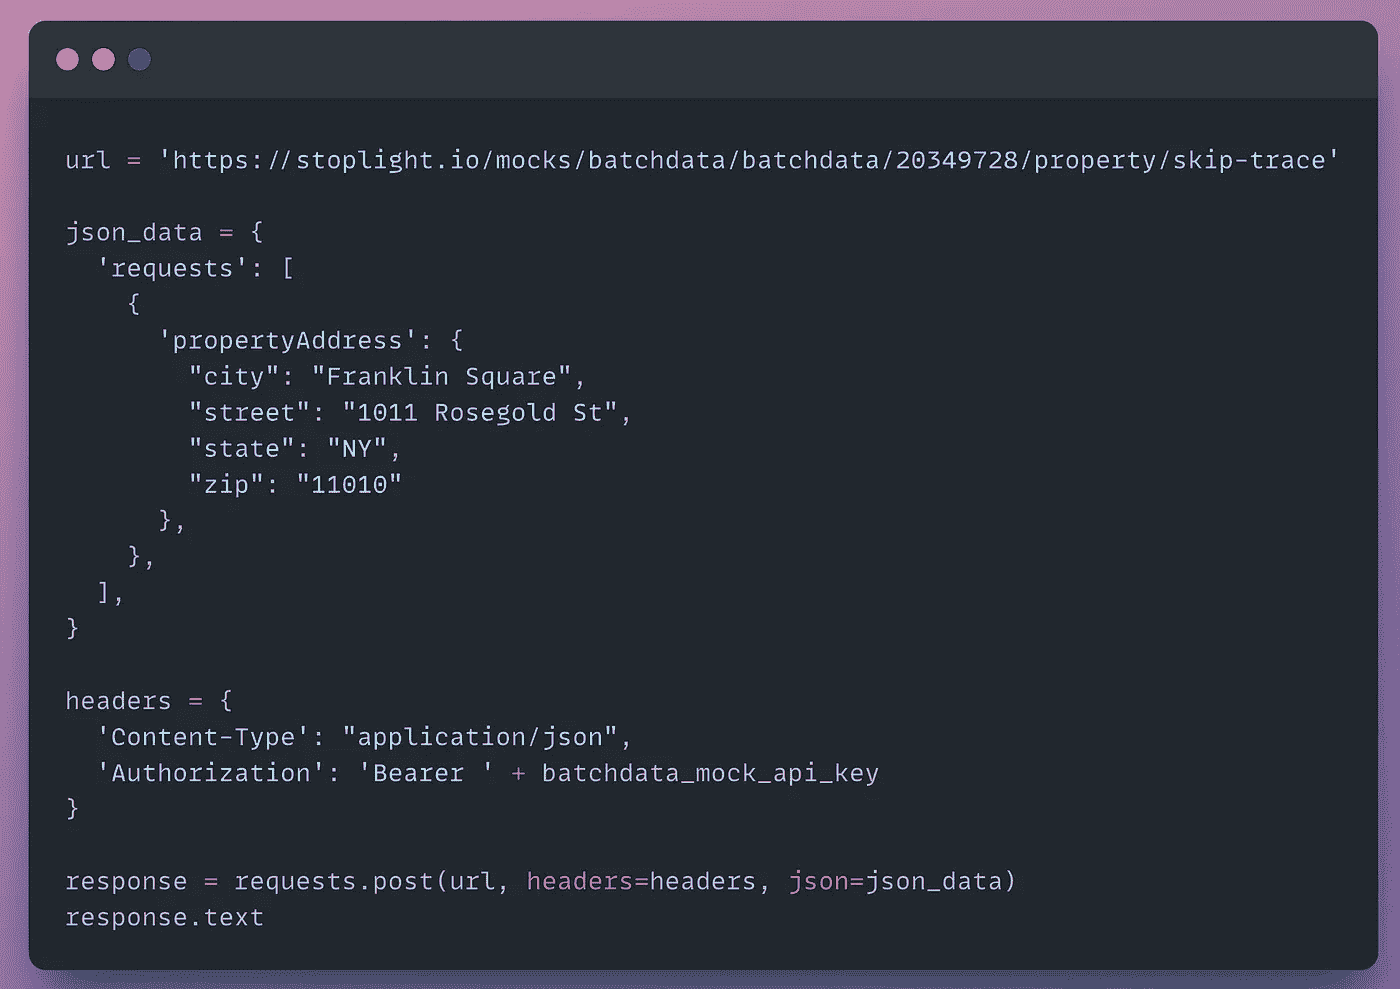 url = 'https://stoplight.io/mocks/batchdata/batchdata/20349728/property/skip-trace'
json_data = {
  'requests': [
    {
      'propertyAddress': {
        "city": "Franklin Square",
        "street": "1011 Rosegold St",
        "state": "NY",
        "zip": "11010"
      },
    },
  ],
}
headers = {
  'Content-Type': "application/json",
  'Authorization': 'Bearer ' + batchdata_mock_api_key
}
response = requests.post(url, headers=headers, json=json_data)
response.text